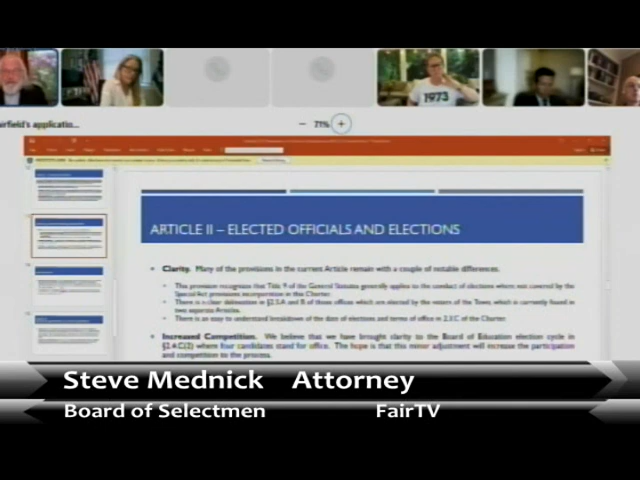 1973
irfield's applicatio...
71%
ARTICLE II – ELECTED OFFICIALS AND ELECTIONS
Clarity. Many of the provisions in the current Article remain with a couple of notable differences.
This provision recognizes that Title 9 of the General Statutes generally applies to the conduct of elections where not covered by the
Special Act provisions incorporation in this Charter.
There is a clear delineation in §2.3.A and B of those offices which are elected by the voters of the Town, which is currently found in
two separate Articles.
There is an easy to understand breakdown of the date of elections and terms of office in 2.3.C of the Charter.
Increased Competition. We believe that we have brought clarity to the Board of Education election cycle in
§2.4.C(2) where four candidates stand for office. The hope is that this minor adjustment will increase the participation
and competition to the process.
Steve Mednick Attorney
Board of Selectmen FairTV